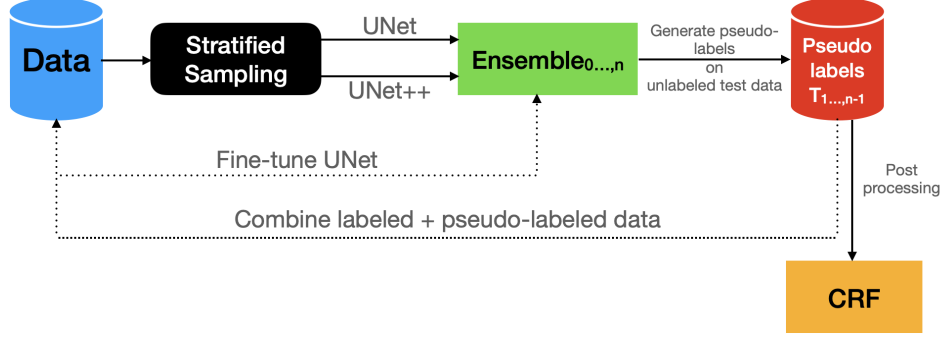 Data
Stratified
Sampling
UNet
UNet++
Ensemble0...,n
Generate pseudo-
labels
on
unlabeled test data
Pseudo
labels
T1...,n-1
Fine-tune UNet
Combine labeled + pseudo-labeled data
Post
processing
CRF